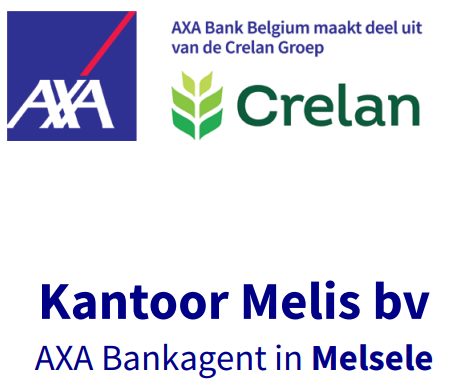 AXA
AXA Bank Belgium maakt deel uit
van de Crelan Groep
Crelan
Kantoor Melis bv
AXA Bankagent in Melsele